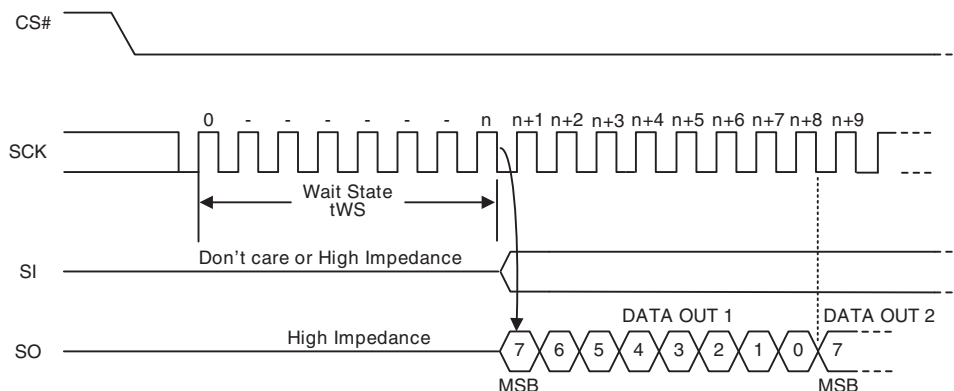 CS#
0 - - - - - - n n+1 n+2 n+3 n+4 n+5 n+6 n+7 n+8 n+9
SCK
Wait State
tWS
Don't care or High Impedance
SI
DATA OUT 1 DATA OUT 2
High Impedance
SO
7 6 5 4 3 2 1 0 7
MSB MSB